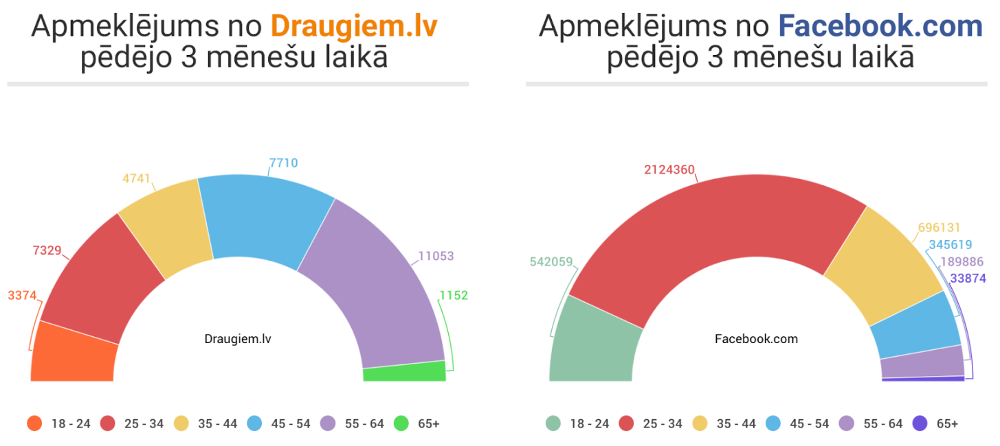 Apmeklējums no Draugiem.lv
pēdējo 3 mēnešu laikā
7710
4741
7329
11053
3374
1152
Draugiem.lv
18 - 24 25 - 34 35 - 44 45 - 54 55 - 64 65+
Apmeklējums no Facebook.com
pēdējo 3 mēnešu laikā
2124360
696131
345619
542059
189886
33874
Facebook.com
18 - 24 25 - 34 35 - 44 45 - 54 55 - 64 65+